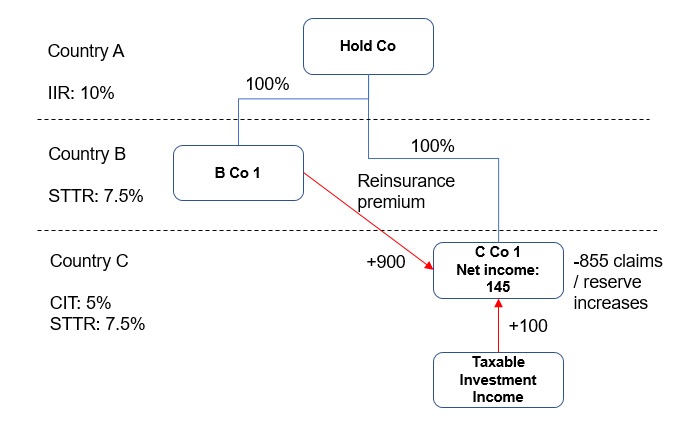 Country A
Hold Co
IIR: 10%
100%
Country B
100%
B Co 1
STTR: 7.5%
Reinsurance
premium
Country C
+900
C Co 1
Net income:
145
-855 claims
/ reserve
increases
CIT: 5%
STTR: 7.5%
+100
Taxable
Investment
Income